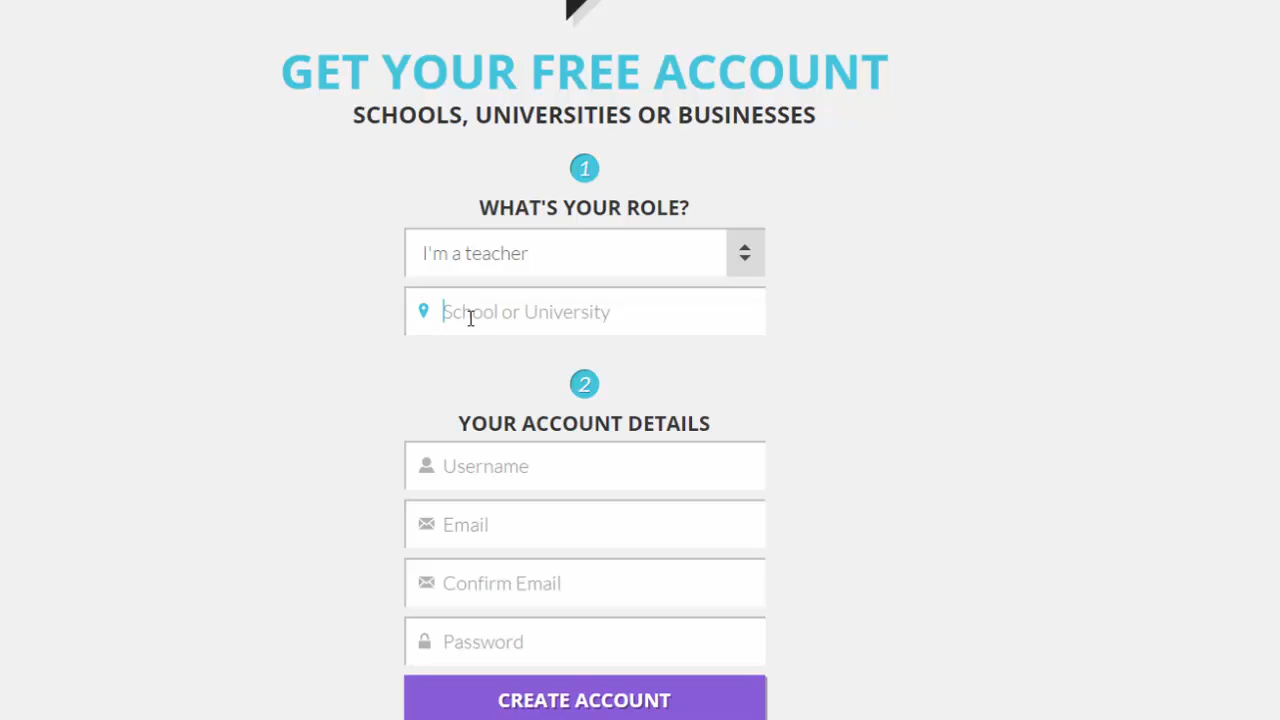 GET YOUR FREE ACCOUNT
SCHOOLS, UNIVERSITIES OR BUSINESSES
1
WHAT'S YOUR ROLE?
I'm a teacher
School or University
2
YOUR ACCOUNT DETAILS
Username
Email
Confirm Email
Password
CREATE ACCOUNT